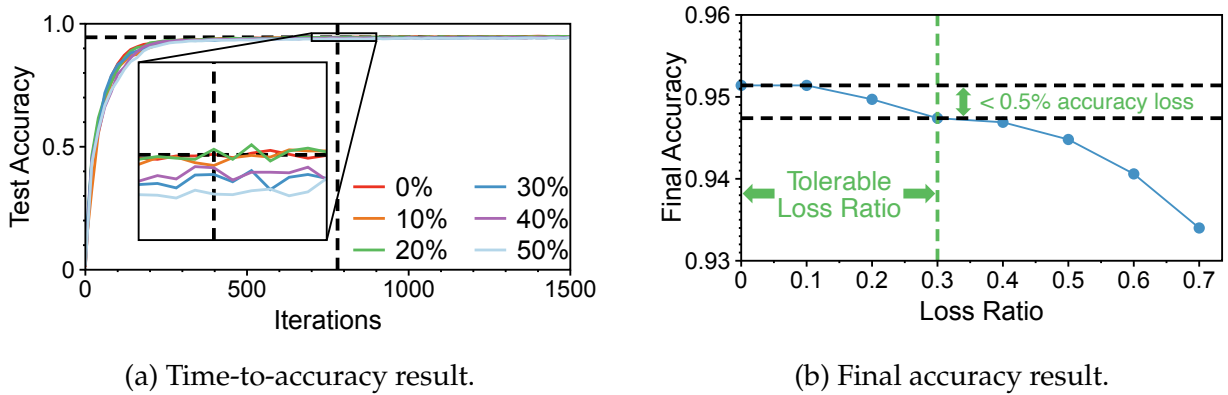 1.0
0.5
0
Test Accuracy
0 500 1000 1500
Iterations
0% 30%
10% 40%
20% 50%
(a) Time-to-accuracy result.
0.96
0.95
0.94
0.93
Final Accuracy
< 0.5% accuracy loss
Tolerable
Loss Ratio
0 0.1 0.2 0.3 0.4 0.5 0.6 0.7
Loss Ratio
(b) Final accuracy result.